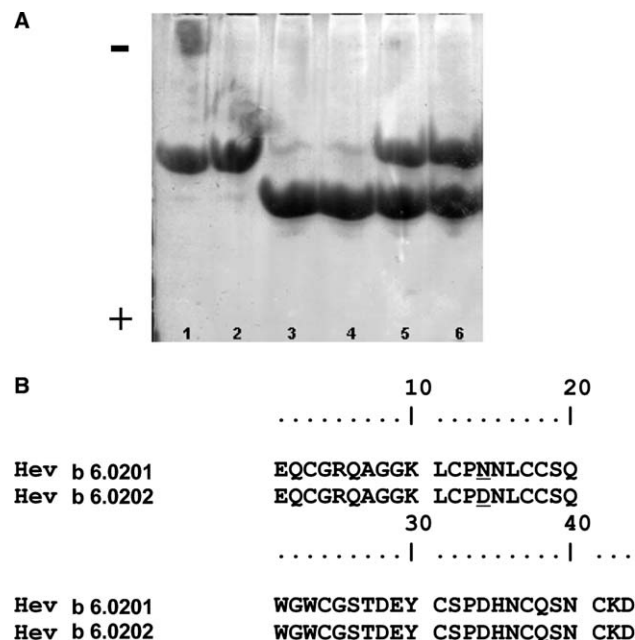 A
-
+
1 2 3 4 5 6
B
10 20
. . . . . . . . . | . . . . . . . . |
Hev b 6.0201 EQCGRQAGGK LCPNNLCCSQ
Hev b 6.0202 EQCGRQAGGK LCPDNLCCSQ
30 40
. . . . . . . . . | . . . . . . . . | . . .
Hev b 6.0201 WGWCGSTDEY CSPDHNCQSN CKD
Hev b 6.0202 WGWCGSTDEY CSPDHNCQSN CKD